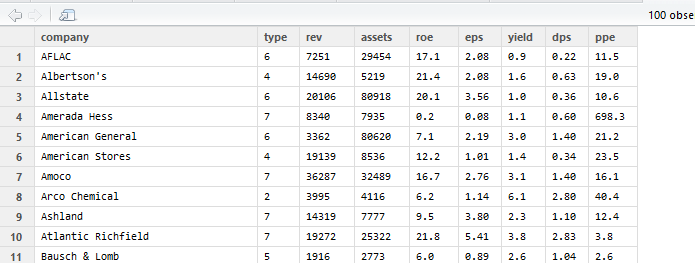 100 obse
company type rev assets roe eps yield dps ppe
1 AFLAC 6 7251 29454 17.1 2.08 0.9 0.22 11.5
2 Albertson's 4 14690 5219 21.4 2.08 1.6 0.63 19.0
3 Allstate 6 20106 80918 20.1 3.56 1.0 0.36 10.6
4 Amerada Hess 7 8340 7935 0.2 0.08 1.1 0.60 698.3
5 American General 6 3362 80620 7.1 2.19 3.0 1.40 21.2
6 American Stores 4 19139 8536 12.2 1.01 1.4 0.34 23.5
7 Amoco 7 36287 32489 16.7 2.76 3.1 1.40 16.1
8 Arco Chemical 2 3995 4116 6.2 1.14 6.1 2.80 40.4
9 Ashland 7 14319 7777 9.5 3.80 2.3 1.10 12.4
10 Atlantic Richfield 7 19272 25322 21.8 5.41 3.8 2.83 3.8
11 Bausch & Lomb 5 1916 2773 6.0 0.89 2.6 1.04 2.6